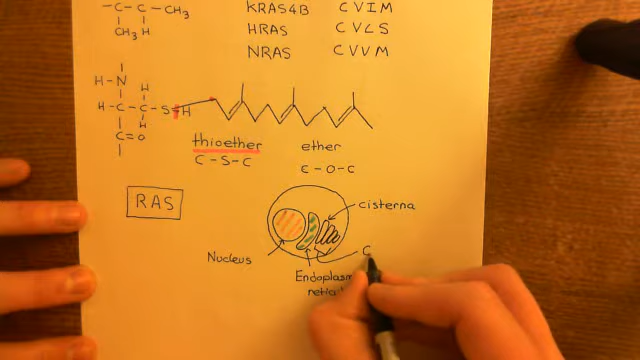 -C-C-CH3
CH3 H
KRAS4B CVIM
HRAS CVLS
NRAS CVVM
H-N H
H-C-C-S-H
H
C=O
thioether ether
C-S-C C-O-C
RAS
cisterna
Nucleus
Endoplasm